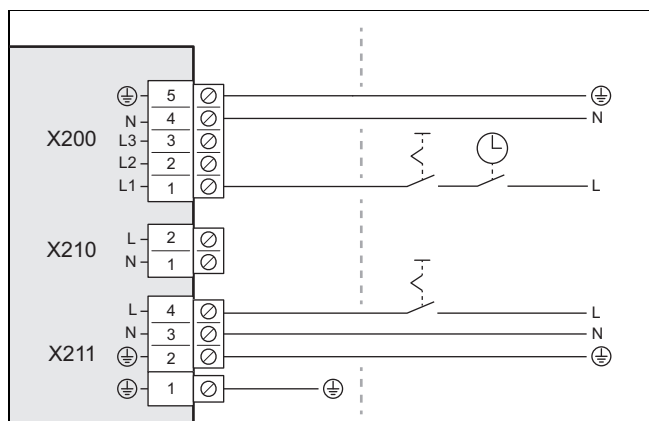 ⏚ 5
N 4 N
X200 L3 3
L2 2
L1 1 L
L 2
X210
N 1
L 4 L
N 3 N
X211 ⏚ 2
⏚ 1